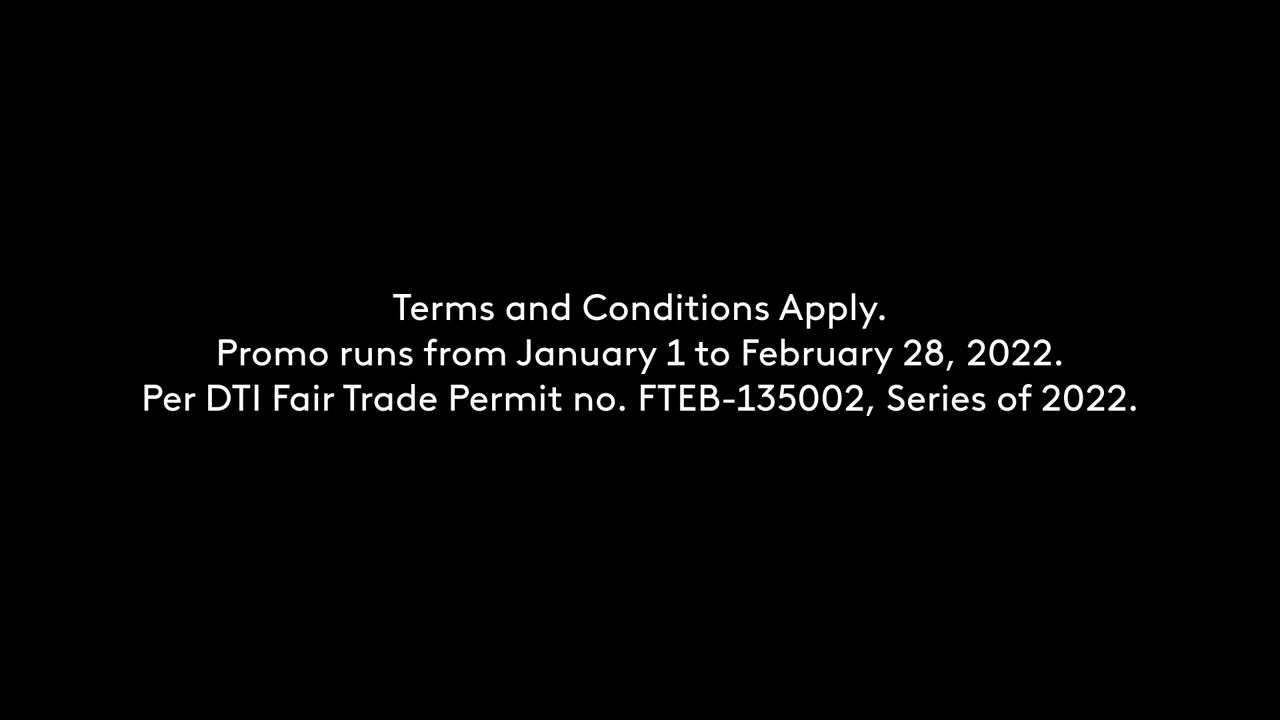 Terms and Conditions Apply.
Promo runs from January 1 to February 28, 2022.
Per DTI Fair Trade Permit no. FTEB-135002, Series of 2022.